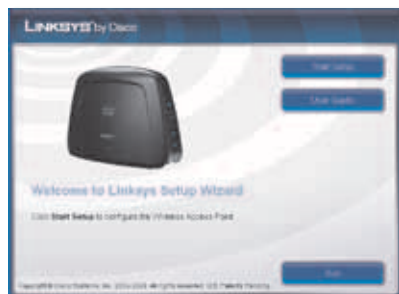 LINKSYS by Cisco
Start Setup
User Guide
Welcome to Linksys Setup Wizard
Click Start Setup to configure the Wireless Access Point
Exit